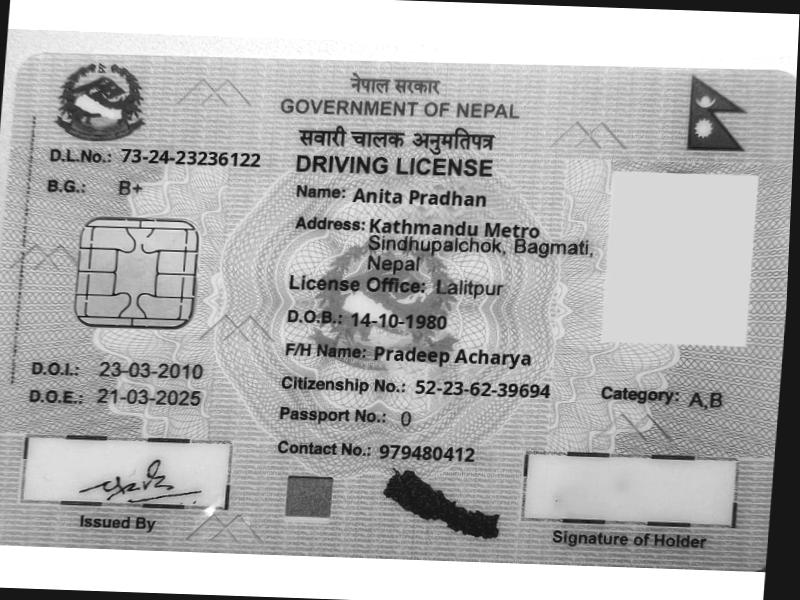 नेपाल सरकार
GOVERNMENT OF NEPAL
सवारी चालक अनुमतिपत्र
DRIVING LICENSE
D.L.No.: 73-24-23236122
B.G.: B+
Name: Anita Pradhan
Address: Kathmandu Metro
Sindhupalchok, Bagmati,
Nepal
License Office: Lalitpur
D.O.B.: 14-10-1980
F/H Name: Pradeep Acharya
D.O.I.: 23-03-2010
D.O.E.: 21-03-2025
Citizenship No.: 52-23-62-39694
Category: A,B
Passport No.: 0
Contact No.: 979480412
Issued By
Signature of Holder